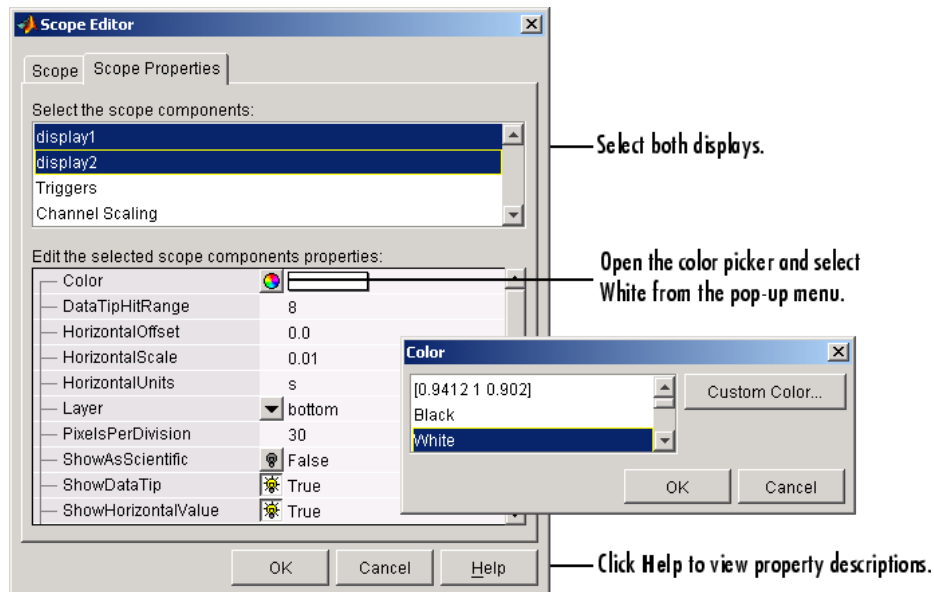 Scope Editor
Scope Scope Properties
Select the scope components:
display1
display2
Triggers
Channel Scaling
Select both displays.
Edit the selected scope components properties:
Color
DataTipHitRange 8
HorizontalOffset 0.0
HorizontalScale 0.01
HorizontalUnits s
Layer bottom
PixelsPerDivision 30
ShowAsScientific False
ShowDataTip True
ShowHorizontalValue True
Open the color picker and select
White from the pop-up menu.
Color
[0.9412 1 0.902]
Black
White
Custom Color...
OK Cancel
OK Cancel Help
Click Help to view property descriptions.